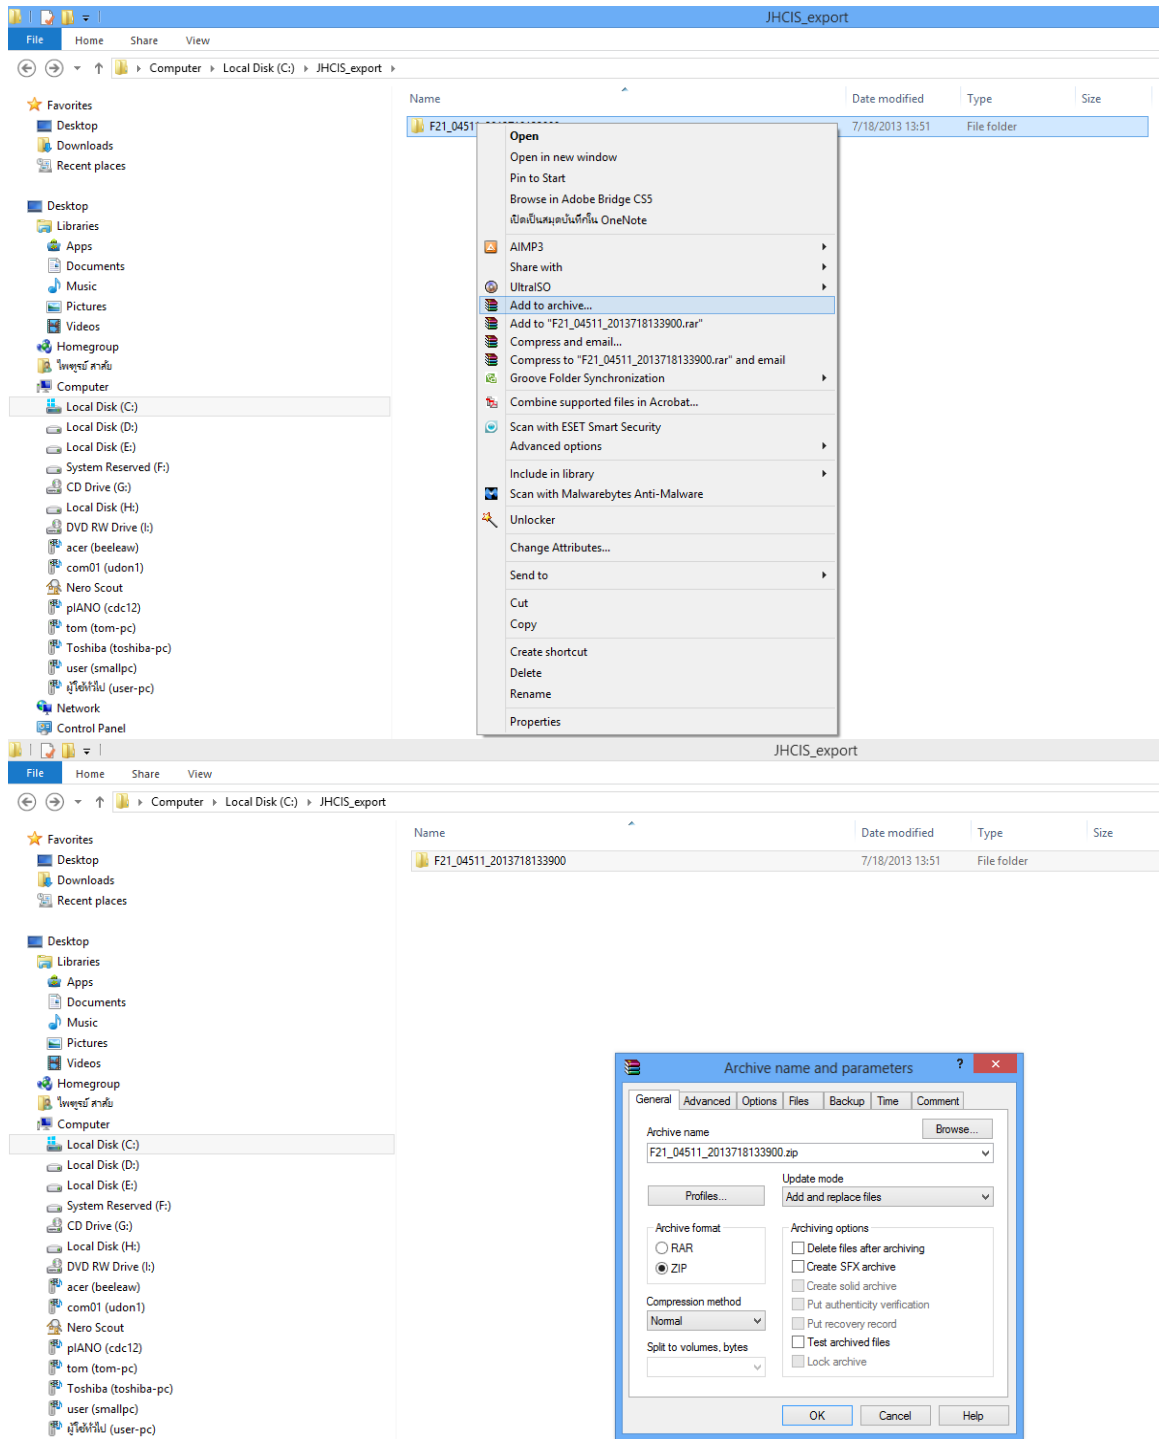 JHCIS_export
File Home Share View
Computer Local Disk (C:) JHCIS_export
Name Date modified Type Size
Favorites
Desktop
Downloads
Recent places
Desktop
Libraries
Apps
Documents
Music
Pictures
Videos
Homegroup
ไพฑูรย์ สาสัย
Computer
Local Disk (C:)
Local Disk (D:)
Local Disk (E:)
System Reserved (F:)
CD Drive (G:)
Local Disk (H:)
DVD RW Drive (I:)
acer (beeleaw)
com01 (udon1)
Nero Scout
pIANO (cdc12)
tom (tom-pc)
Toshiba (toshiba-pc)
user (smallpc)
ผู้ใช้ทั่วไป (user-pc)
Network
Control Panel
F21_04511_2013718133900 7/18/2013 13:51 File folder
Open
Open in new window
Pin to Start
Browse in Adobe Bridge CS5
เปิดเป็นสมุดบันทึกใน OneNote
AIMP3
Share with
UltraISO
Add to archive...
Add to "F21_04511_2013718133900.rar"
Compress and email...
Compress to "F21_04511_2013718133900.rar" and email
Groove Folder Synchronization
Combine supported files in Acrobat...
Scan with ESET Smart Security
Advanced options
Include in library
Scan with Malwarebytes Anti-Malware
Unlocker
Change Attributes...
Send to
Cut
Copy
Create shortcut
Delete
Rename
Properties
JHCIS_export
File Home Share View
Computer Local Disk (C:) JHCIS_export
Name Date modified Type Size
F21_04511_2013718133900 7/18/2013 13:51 File folder
Favorites
Desktop
Downloads
Recent places
Desktop
Libraries
Apps
Documents
Music
Pictures
Videos
Homegroup
ไพฑูรย์ สาสัย
Computer
Local Disk (C:)
Local Disk (D:)
Local Disk (E:)
System Reserved (F:)
CD Drive (G:)
Local Disk (H:)
DVD RW Drive (I:)
acer (beeleaw)
com01 (udon1)
Nero Scout
pIANO (cdc12)
tom (tom-pc)
Toshiba (toshiba-pc)
user (smallpc)
ผู้ใช้ทั่วไป (user-pc)
Archive name and parameters ?
General Advanced Options Files Backup Time Comment
Archive name Browse...
F21_04511_2013718133900.zip
Update mode
Profiles... Add and replace files
Archive format
RAR
ZIP
Compression method
Normal
Split to volumes, bytes
Archiving options
Delete files after archiving
Create SFX archive
Create solid archive
Put authenticity verification
Put recovery record
Test archived files
Lock archive
OK Cancel Help